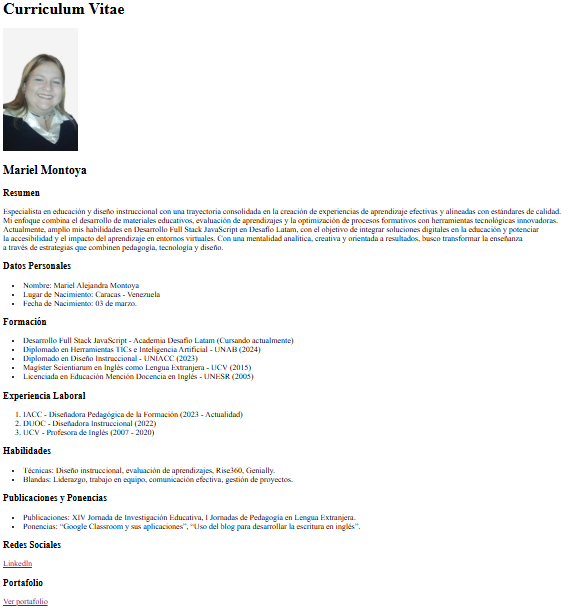 Curriculum Vitae
Mariel Montoya
Resumen
Especialista en educación y diseño instruccional con una trayectoria consolidada en la creación de experiencias de aprendizaje efectivas y alineadas con estándares de calidad.
Mi enfoque combina el desarrollo de materiales educativos, evaluación de aprendizajes y la optimización de procesos formativos con herramientas tecnológicas innovadoras.
Actualmente, amplio mis habilidades en Desarrollo Full Stack JavaScript en Desafío Latam, con el objetivo de integrar soluciones digitales en la educación y potenciar
la accesibilidad y el impacto del aprendizaje en entornos virtuales. Con una mentalidad analítica, creativa y orientada a resultados, busco transformar la enseñanza
a través de estrategias que combinen pedagogía, tecnología y diseño.
Datos Personales
• Nombre: Mariel Alejandra Montoya
• Lugar de Nacimiento: Caracas - Venezuela
• Fecha de Nacimiento: 03 de marzo.
Formación
• Desarrollo Full Stack JavaScript - Academia Desafío Latam (Cursando actualmente)
• Diplomado en Herramientas TICs e Inteligencia Artificial - UNAB (2024)
• Diplomado en Diseño Instruccional - UNIACC (2023)
• Magíster Scientiarum en Inglés como Lengua Extranjera - UCV (2015)
• Licenciada en Educación Mención Docencia en Inglés - UNESR (2005)
Experiencia Laboral
1. IACC - Diseñadora Pedagógica de la Formación (2023 - Actualidad)
2. DUOC - Diseñadora Instruccional (2022)
3. UCV - Profesora de Inglés (2007 - 2020)
Habilidades
• Técnicas: Diseño instruccional, evaluación de aprendizajes, Rise360, Genially.
• Blandas: Liderazgo, trabajo en equipo, comunicación efectiva, gestión de proyectos.
Publicaciones y Ponencias
• Publicaciones: XIV Jornada de Investigación Educativa, I Jornadas de Pedagogía en Lengua Extranjera.
• Ponencias: “Google Classroom y sus aplicaciones”, “Uso del blog para desarrollar la escritura en inglés”.
Redes Sociales
LinkedIn
Portafolio
Ver portafolio